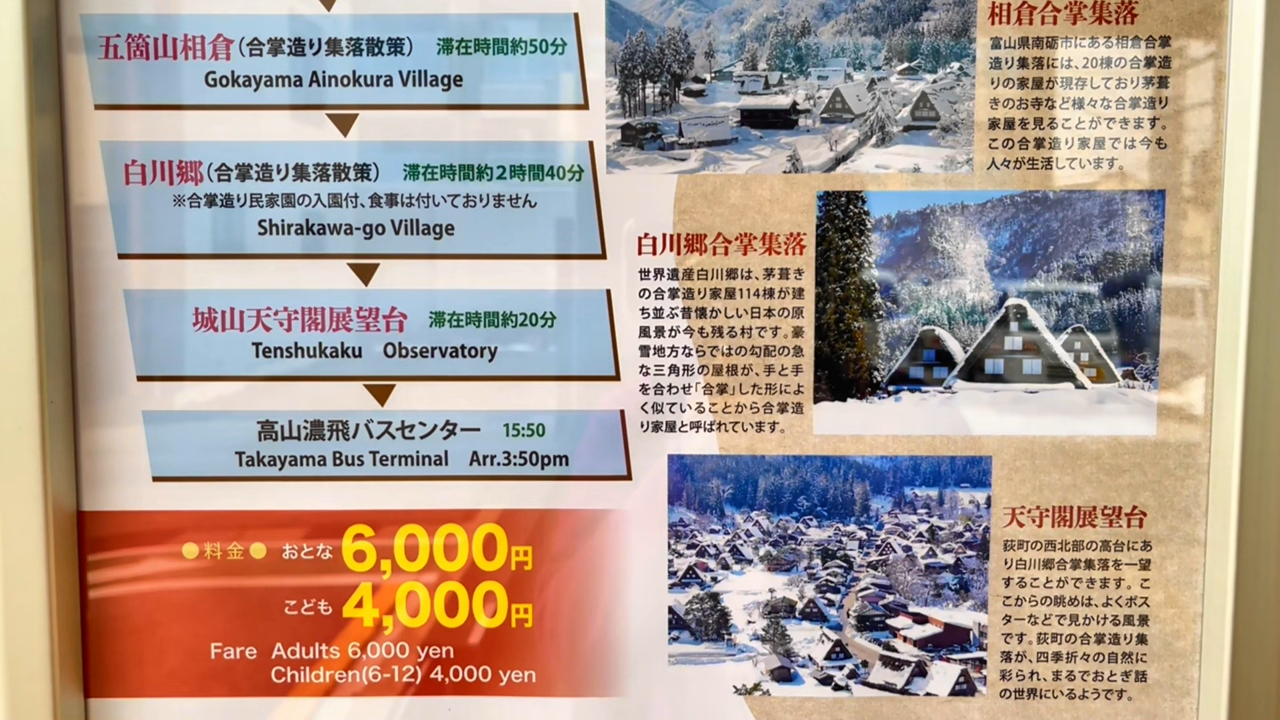 五箇山相倉(合掌造り集落散策) 滞在時間約50分
Gokayama Ainokura Village
白川郷(合掌造り集落散策) 滞在時間約2時間40分
※合掌造り民家園の入園付、食事は付いておりません
Shirakawa-go Village
城山天守閣展望台 滞在時間約20分
Tenshukaku Observatory
高山濃飛バスセンター 15:50
Takayama Bus Terminal Arr.3:50pm
●料金● おとな 6,000円
こども 4,000円
Fare Adults 6,000 yen
Children(6-12) 4,000 yen
相倉合掌集落
富山県南砺市にある相倉合掌
造り集落には、20棟の合掌造
りの家屋が現存しており茅葺
きのお寺など様々な合掌造り
家屋を見ることができます。
この合掌造り家屋では今も
人々が生活しています。
白川郷合掌集落
世界遺産白川郷は、茅葺き
の合掌造り家屋114棟が建
ち並ぶ昔懐かしい日本の原
風景が今も残る村です。豪
雪地方ならではの勾配の急
な三角形の屋根が、手と手
を合わせ「合掌」した形によ
く似ていることから合掌造
り家屋と呼ばれています。
天守閣展望台
荻町の西北部の高台にあ
り白川郷合掌集落を一望
することができます。こ
こからの眺めは、よくポス
ターなどで見かける風景
です。荻町の合掌造り集
落が、四季折々の自然に
彩られ、まるでおとぎ話
の世界にいるようです。